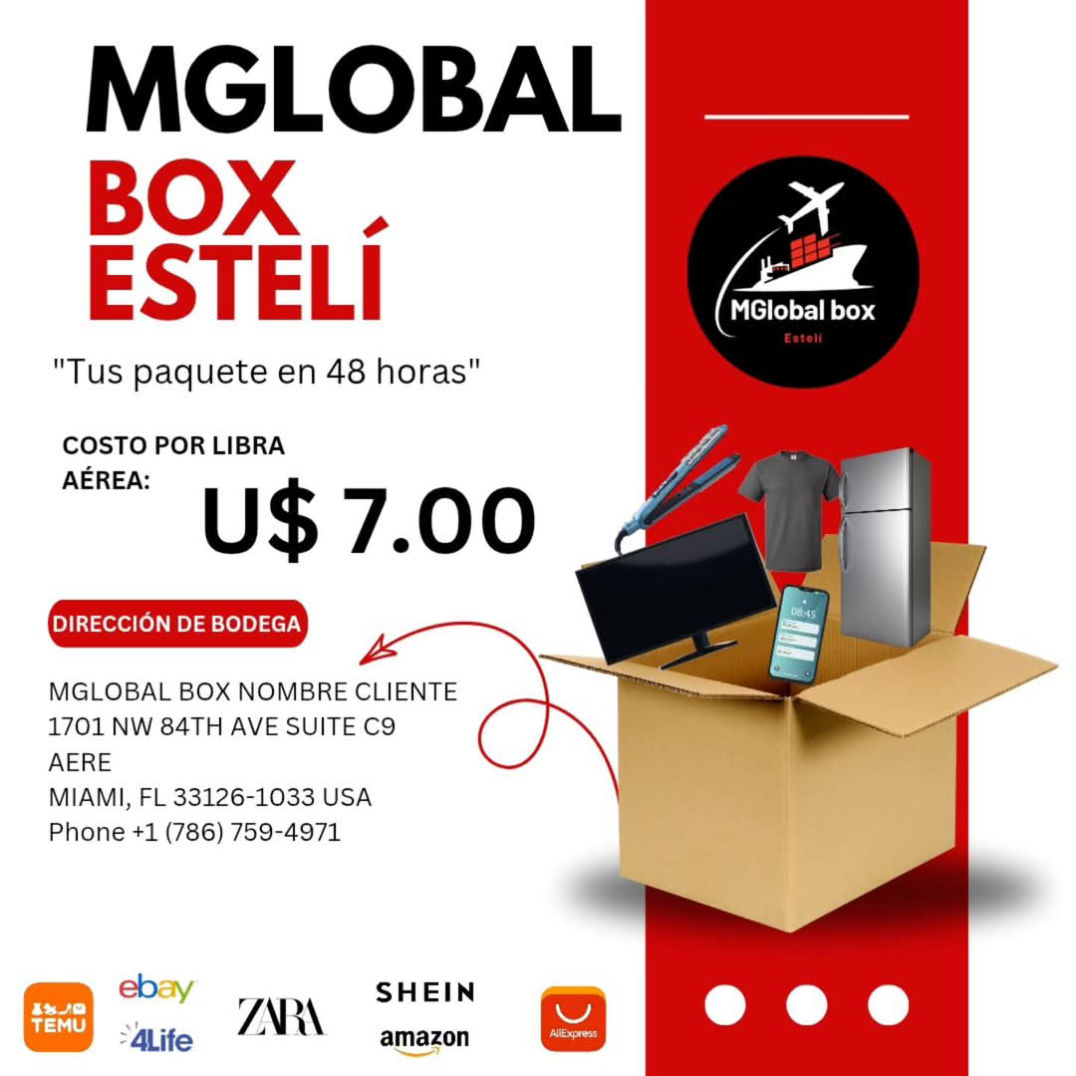 MGLOBAL
BOX
ESTELÍ
"Tus paquete en 48 horas"
COSTO POR LIBRA
AÉREA:
U$ 7.00
DIRECCIÓN DE BODEGA
MGLOBAL BOX NOMBRE CLIENTE
1701 NW 84TH AVE SUITE C9
AERE
MIAMI, FL 33126-1033 USA
Phone +1 (786) 759-4971
MGlobal box
Estelí
08:45
TEMU
ebay
4Life
ZARA
SHEIN
amazon
AliExpress